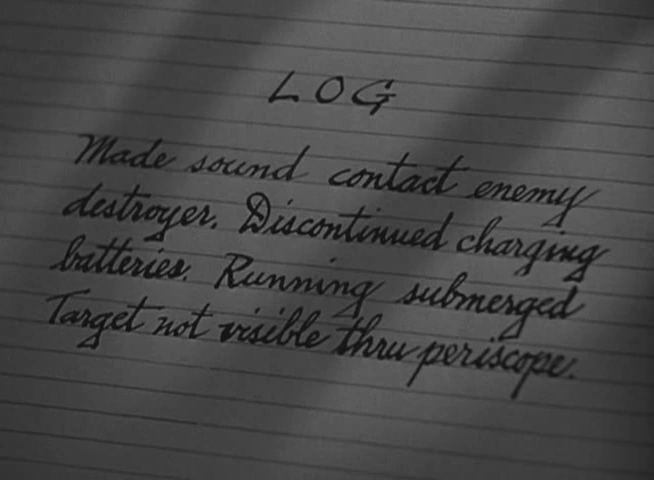 LOG
Made sound contact enemy
destroyer. Discontinued charging
batteries. Running submerged
Target not visible thru periscope.